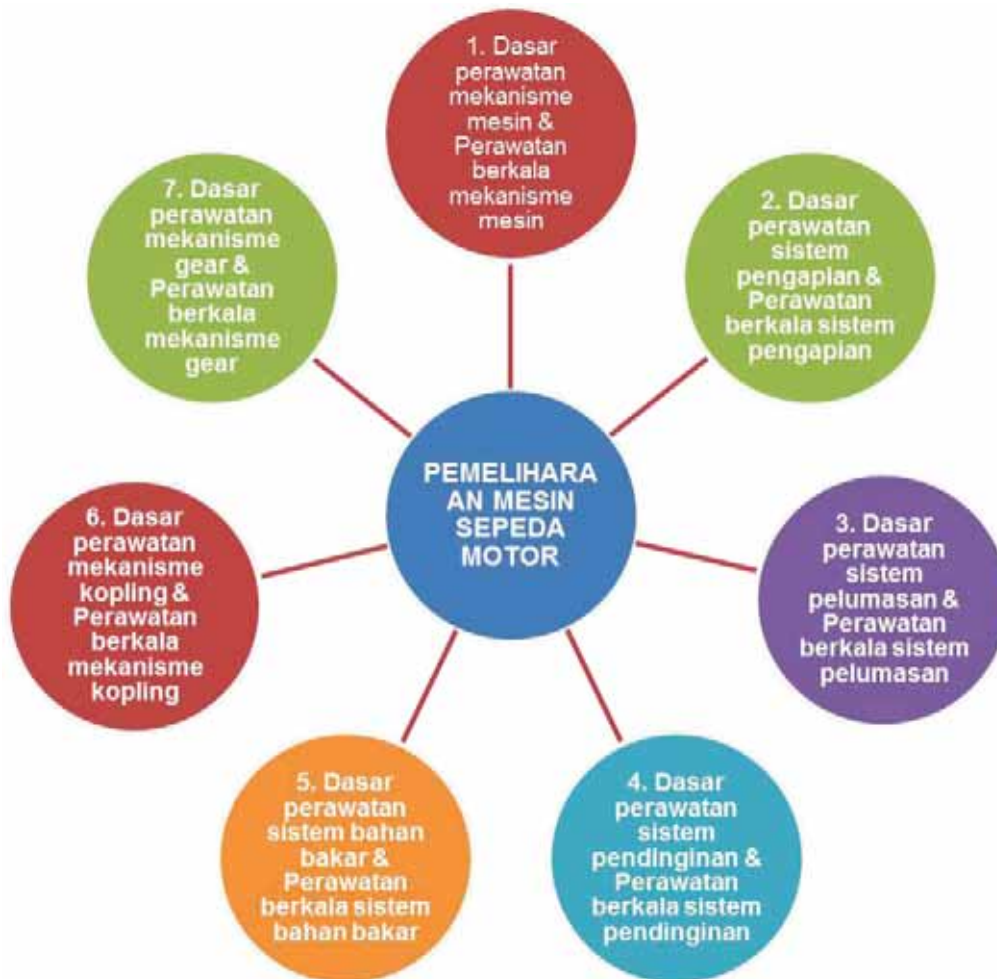 1. Dasar
perawatan
mekanisme
mesin &
Perawatan
berkala
mekanisme
mesin
2. Dasar
perawatan
sistem
pengapian &
Perawatan
berkala sistem
pengapian
3. Dasar
perawatan
sistem
pelumasan &
Perawatan
berkala sistem
pelumasan
4. Dasar
perawatan
sistem
pendinginan &
Perawatan
berkala sistem
pendinginan
5. Dasar
perawatan
sistem bahan
bakar &
Perawatan
berkala sistem
bahan bakar
6. Dasar
perawatan
mekanisme
kopling &
Perawatan
berkala
mekanisme
kopling
7. Dasar
perawatan
mekanisme
gear &
Perawatan
berkala
mekanisme
gear
PEMELIHARA
AN MESIN
SEPEDA
MOTOR